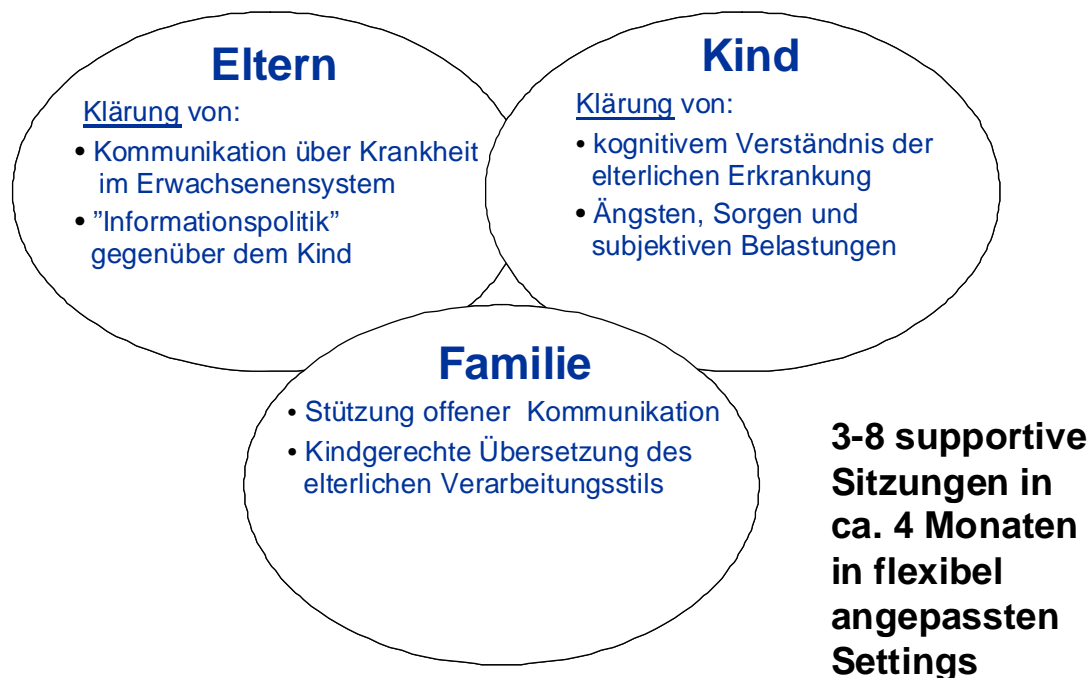 Eltern
Klärung von:
• Kommunikation über Krankheit
im Erwachsenensystem
• ”Informationspolitik”
gegenüber dem Kind
Kind
Klärung von:
• kognitivem Verständnis der
elterlichen Erkrankung
• Ängsten, Sorgen und
subjektiven Belastungen
Familie
• Stützung offener Kommunikation
• Kindgerechte Übersetzung des
elterlichen Verarbeitungsstils
3-8 supportive
Sitzungen in
ca. 4 Monaten
in flexibel
angepassten
Settings